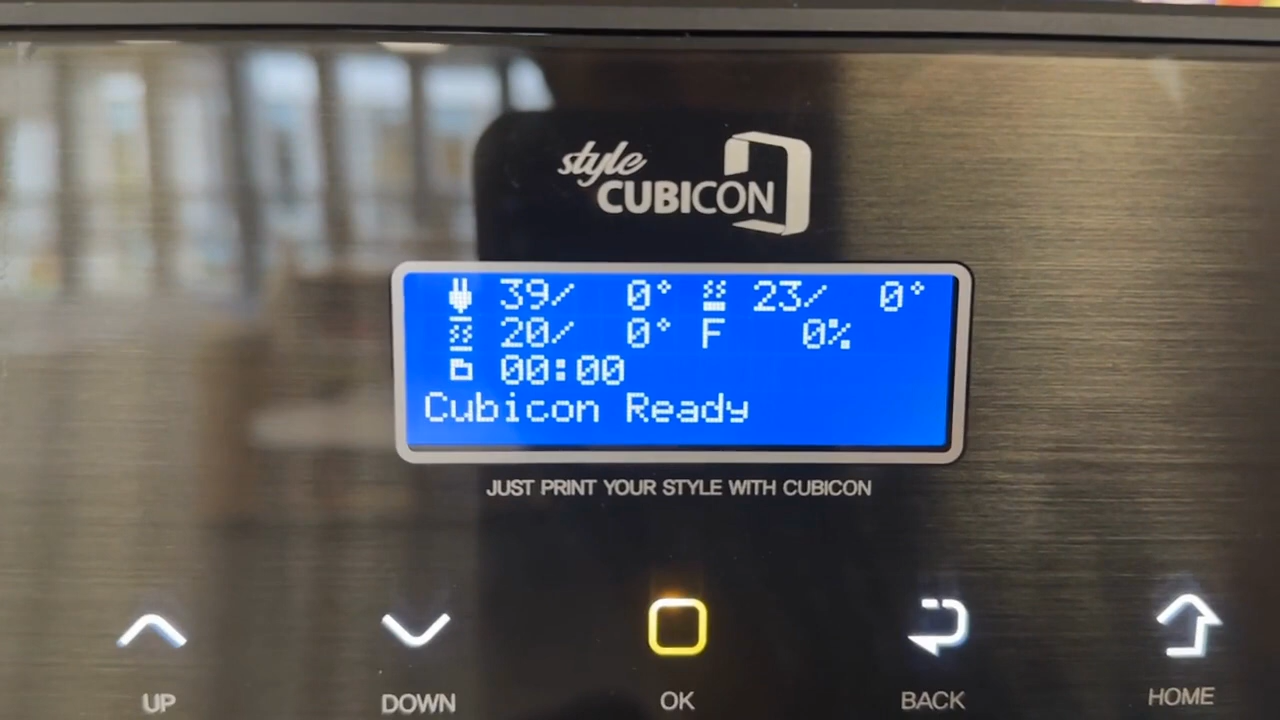 style
CUBICON
39/ 0° 23/ 0°
20/ 0° F 0%
00:00
Cubicon Ready
JUST PRINT YOUR STYLE WITH CUBICON
UP DOWN OK BACK HOME